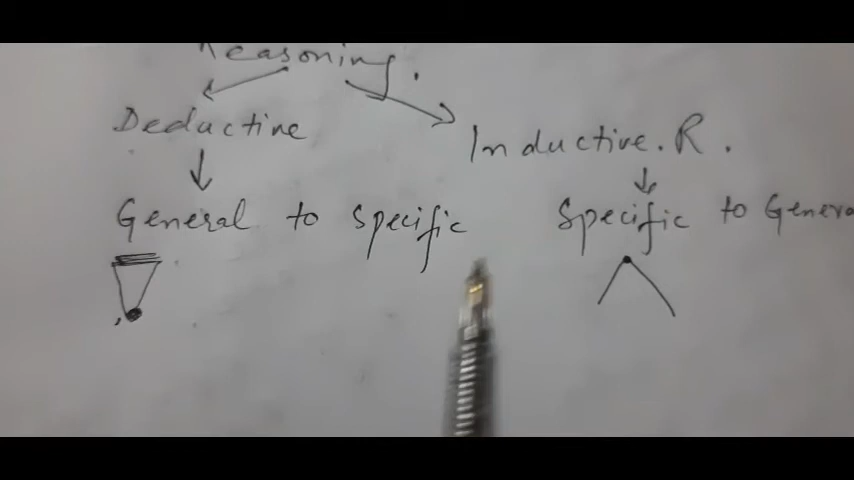 Reasoning.
Deductive
Inductive. R.
General to specific
Specific to Genera